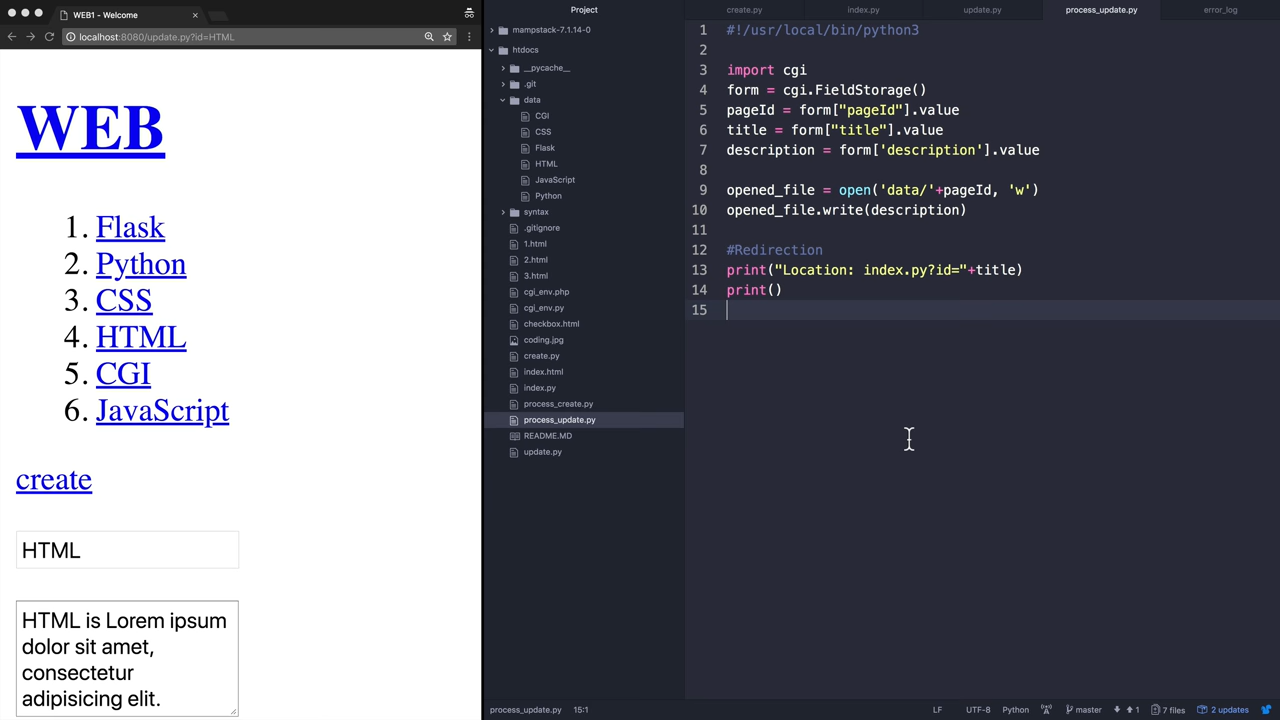 WEB1 - Welcome
localhost:8080/update.py?id=HTML
WEB
1. Flask
2. Python
3. CSS
4. HTML
5. CGI
6. JavaScript
create
HTML
HTML is Lorem ipsum
dolor sit amet,
consectetur
adipisicing elit.
Project
mampstack-7.1.14-0
htdocs
__pycache__
.git
data
CGI
CSS
Flask
HTML
JavaScript
Python
syntax
.gitignore
1.html
2.html
3.html
cgi_env.php
cgi_env.py
checkbox.html
coding.jpg
create.py
index.html
index.py
process_create.py
process_update.py
README.MD
update.py
create.py
index.py
update.py
process_update.py
error_log
1 #!/usr/local/bin/python3
2
3 import cgi
4 form = cgi.FieldStorage()
5 pageId = form["pageId"].value
6 title = form["title"].value
7 description = form['description'].value
8
9 opened_file = open('data/'+pageId, 'w')
10 opened_file.write(description)
11
12 #Redirection
13 print("Location: index.py?id="+title)
14 print()
15
process_update.py 15:1
LF UTF-8 Python master 1 7 files 2 updates